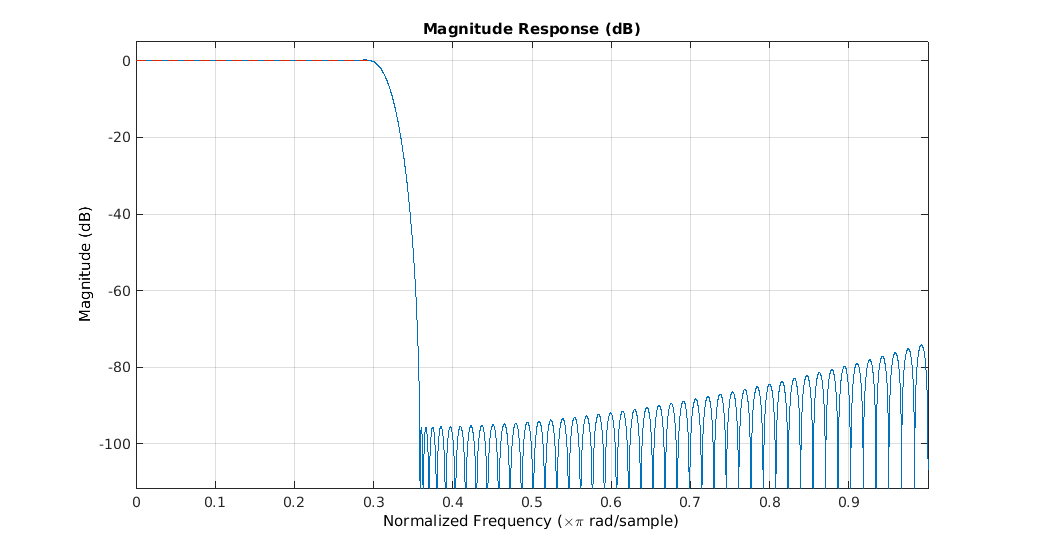 Magnitude Response (dB)
0
-20
-40
-60
-80
-100
Magnitude (dB)
0 0.1 0.2 0.3 0.4 0.5 0.6 0.7 0.8 0.9
Normalized Frequency (×π rad/sample)